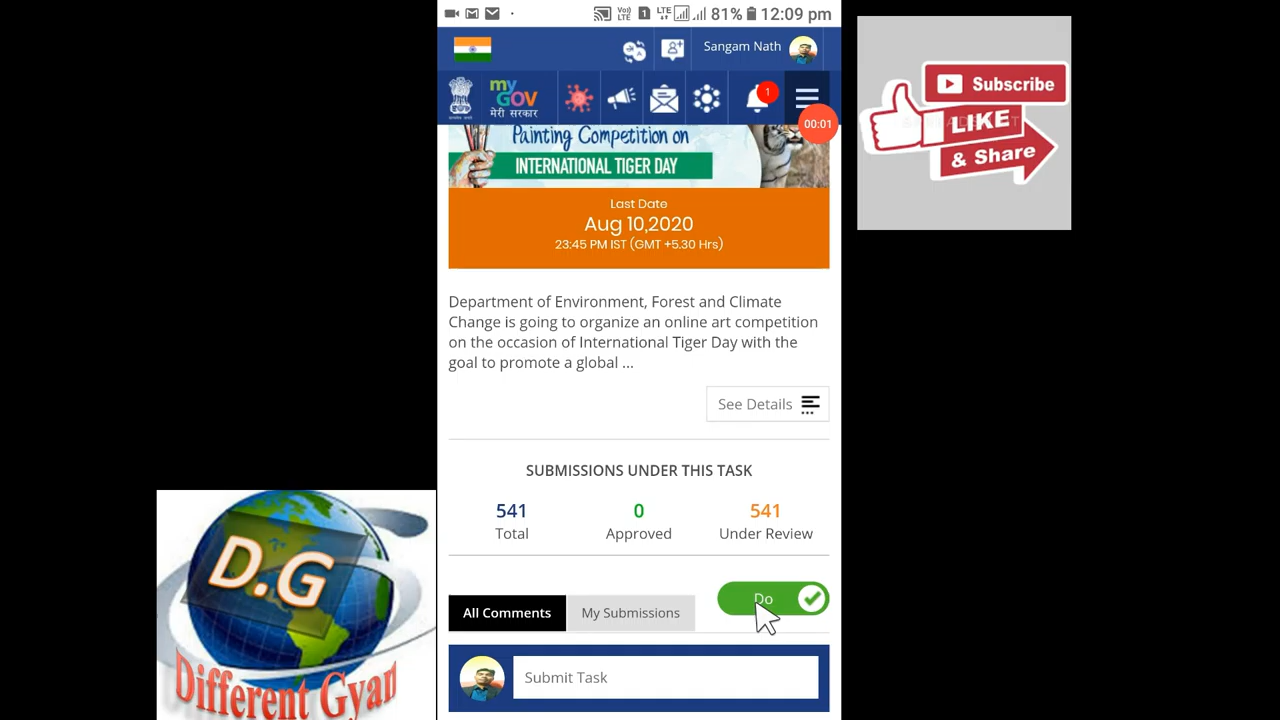 Vo))
LTE
1
LTE
81%
12:09 pm
Sangam Nath
my
GOV
मेरी सरकार
1
00:01
Painting Competition on
INTERNATIONAL TIGER DAY
Last Date
Aug 10,2020
23:45 PM IST (GMT +5.30 Hrs)
Department of Environment, Forest and Climate
Change is going to organize an online art competition
on the occasion of International Tiger Day with the
goal to promote a global ...
See Details
SUBMISSIONS UNDER THIS TASK
541
Total
0
Approved
541
Under Review
Do
All Comments
My Submissions
Submit Task
Subscribe
LIKE
& Share
D.G
Different Gyan